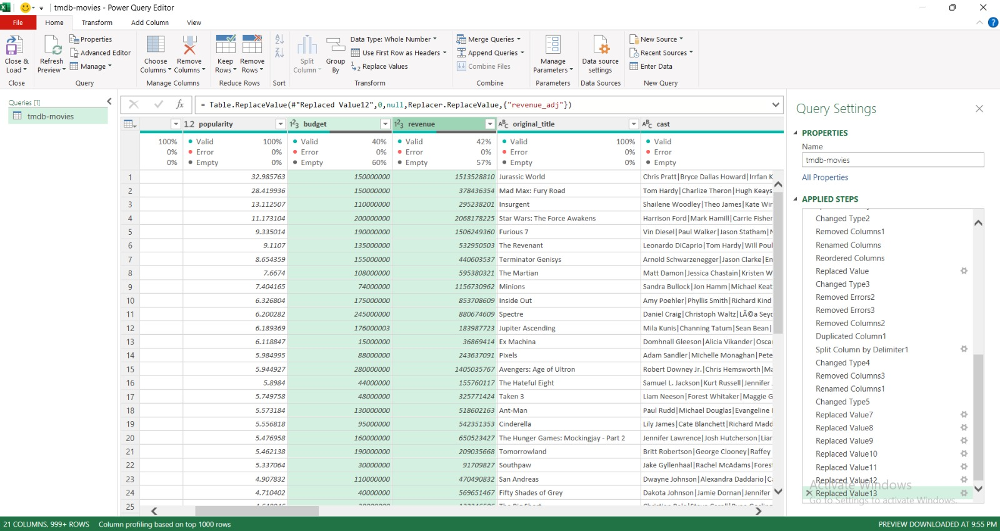 tmdb-movies - Power Query Editor
File Home Transform Add Column View
Close & Load
Close
Refresh Preview
Properties
Advanced Editor
Manage
Query
Choose Columns
Remove Columns
Manage Columns
Keep Rows
Remove Rows
Reduce Rows
Sort
Split Column
Group By
Data Type: Whole Number
Use First Row as Headers
Replace Values
Transform
Merge Queries
Append Queries
Combine Files
Combine
Manage Parameters
Parameters
Data source settings
Data Sources
New Source
Recent Sources
Enter Data
New Query
Queries [1]
tmdb-movies
fx = Table.ReplaceValue(#"Replaced Value12",0,null,Replacer.ReplaceValue,{"revenue_adj"})
1.2 popularity 1²3 budget 1²3 revenue ABC original_title ABC cast
100% Valid 100% Valid 40% Valid 42% Valid 100% Valid
0% Error 0% Error 0% Error 0% Error 0% Error
0% Empty 0% Empty 60% Empty 57% Empty 0% Empty
1 32.985763 150000000 1513528810 Jurassic World Chris Pratt|Bryce Dallas Howard|Irrfan K
2 28.419936 150000000 378436354 Mad Max: Fury Road Tom Hardy|Charlize Theron|Hugh Keays
3 13.112507 110000000 295238201 Insurgent Shailene Woodley|Theo James|Kate Win
4 11.173104 200000000 2068178225 Star Wars: The Force Awakens Harrison Ford|Mark Hamill|Carrie Fisher
5 9.335014 190000000 1506249360 Furious 7 Vin Diesel|Paul Walker|Jason Statham|M
6 9.1107 135000000 532950503 The Revenant Leonardo DiCaprio|Tom Hardy|Will Poul
7 8.654359 155000000 440603537 Terminator Genisys Arnold Schwarzenegger|Jason Clarke|Em
8 7.6674 108000000 595380321 The Martian Matt Damon|Jessica Chastain|Kristen W
9 7.404165 74000000 1156730962 Minions Sandra Bullock|Jon Hamm|Michael Keat
10 6.326804 175000000 853708609 Inside Out Amy Poehler|Phyllis Smith|Richard Kind
11 6.200282 245000000 880674609 Spectre Daniel Craig|Christoph Waltz|LÃ©a Seyd
12 6.189369 176000003 183987723 Jupiter Ascending Mila Kunis|Channing Tatum|Sean Bean|
13 6.118847 15000000 36869414 Ex Machina Domhnall Gleeson|Alicia Vikander|Oscar
14 5.984995 88000000 243637091 Pixels Adam Sandler|Michelle Monaghan|Pete
15 5.944927 280000000 1405035767 Avengers: Age of Ultron Robert Downey Jr.|Chris Hemsworth|Ma
16 5.8984 44000000 155760117 The Hateful Eight Samuel L. Jackson|Kurt Russell|Jennifer
17 5.749758 48000000 325771424 Taken 3 Liam Neeson|Forest Whitaker|Maggie G
18 5.573184 130000000 518602163 Ant-Man Paul Rudd|Michael Douglas|Evangeline
19 5.556818 95000000 542351353 Cinderella Lily James|Cate Blanchett|Richard Madd
20 5.476958 160000000 650523427 The Hunger Games: Mockingjay - Part 2 Jennifer Lawrence|Josh Hutcherson|Liam
21 5.462138 190000000 209035668 Tomorrowland Britt Robertson|George Clooney|Raffey
22 5.337064 30000000 91709827 Southpaw Jake Gyllenhaal|Rachel McAdams|Forest
23 4.907832 110000000 470490832 San Andreas Dwayne Johnson|Alexandra Daddario|Ca
24 4.710402 40000000 569651467 Fifty Shades of Grey Dakota Johnson|Jamie Dornan|Jennifer
25
Query Settings
PROPERTIES
Name
tmdb-movies
All Properties
APPLIED STEPS
Changed Type2
Removed Columns1
Renamed Columns
Reordered Columns
Replaced Value
Changed Type3
Removed Errors2
Removed Errors3
Removed Columns2
Duplicated Column1
Split Column by Delimiter1
Changed Type4
Removed Columns3
Renamed Columns1
Changed Type5
Replaced Value7
Replaced Value8
Replaced Value9
Replaced Value10
Replaced Value11
Replaced Value12
Replaced Value13
Activate Windows
Go to Settings to activate Windows.
21 COLUMNS, 999+ ROWS Column profiling based on top 1000 rows PREVIEW DOWNLOADED AT 9:55 PM